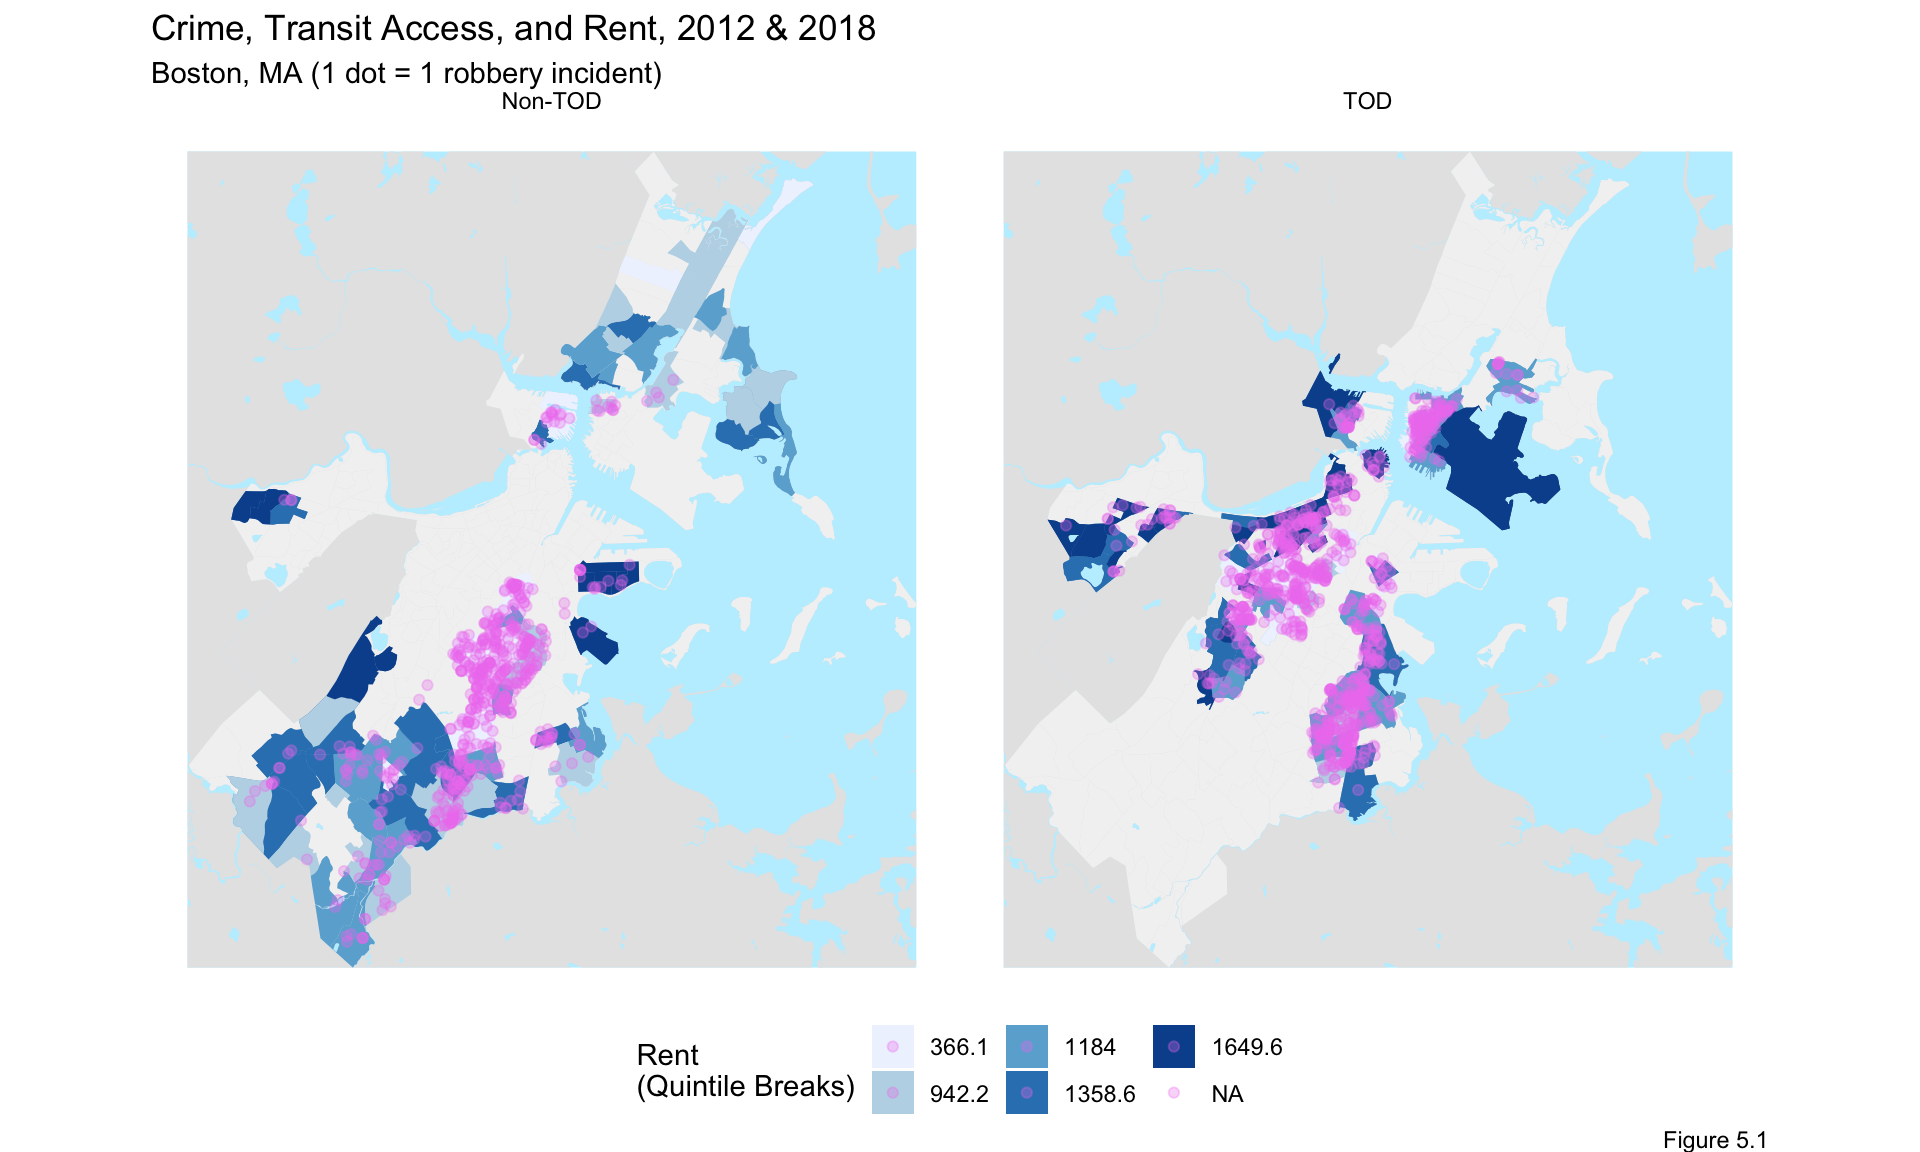 Crime, Transit Access, and Rent, 2012 & 2018
Boston, MA (1 dot = 1 robbery incident)
Non-TOD
TOD
Rent
(Quintile Breaks)
366.1
942.2
1184
1358.6
1649.6
NA
Figure 5.1